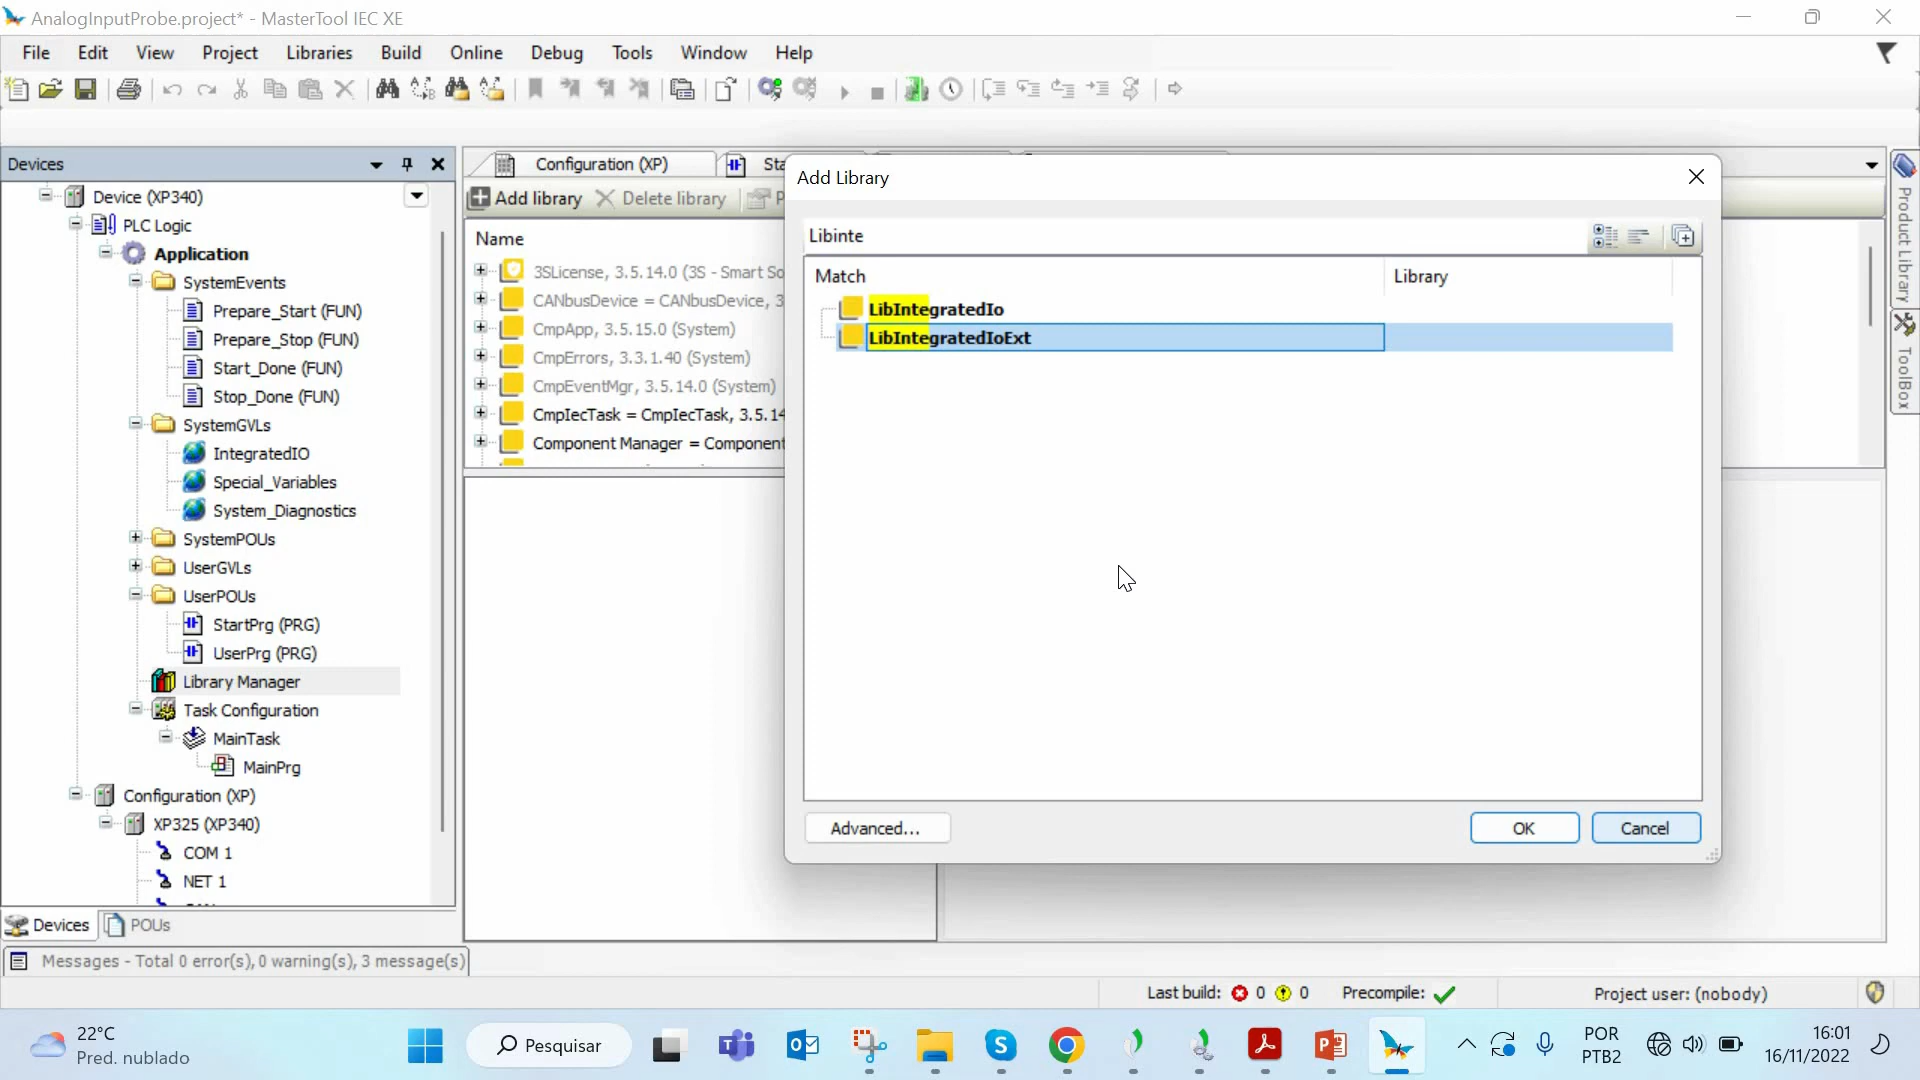 AnalogInputProbe.project* - MasterTool IEC XE
File Edit View Project Libraries Build Online Debug Tools Window Help
Devices
Device (XP340)
PLC Logic
Application
SystemEvents
Prepare_Start (FUN)
Prepare_Stop (FUN)
Start_Done (FUN)
Stop_Done (FUN)
SystemGVLs
IntegratedIO
Special_Variables
System_Diagnostics
SystemPOUs
UserGVLs
UserPOUs
StartPrg (PRG)
UserPrg (PRG)
Library Manager
Task Configuration
MainTask
MainPrg
Configuration (XP)
XP325 (XP340)
COM 1
NET 1
Devices POUs
Configuration (XP) Sta
Add library Delete library P
Name
3SLicense, 3.5.14.0 (3S - Smart So
CANbusDevice = CANbusDevice, 3
CmpApp, 3.5.15.0 (System)
CmpErrors, 3.3.1.40 (System)
CmpEventMgr, 3.5.14.0 (System)
CmpIecTask = CmpIecTask, 3.5.14
Component Manager = Component
Add Library
Libinte
Match Library
LibIntegratedIo
LibIntegratedIoExt
Advanced... OK Cancel
Product Library
ToolBox
Messages - Total 0 error(s), 0 warning(s), 3 message(s)
Last build: 0 0 Precompile: Project user: (nobody)
22°C
Pred. nublado
Pesquisar
POR
PTB2
16:01
16/11/2022